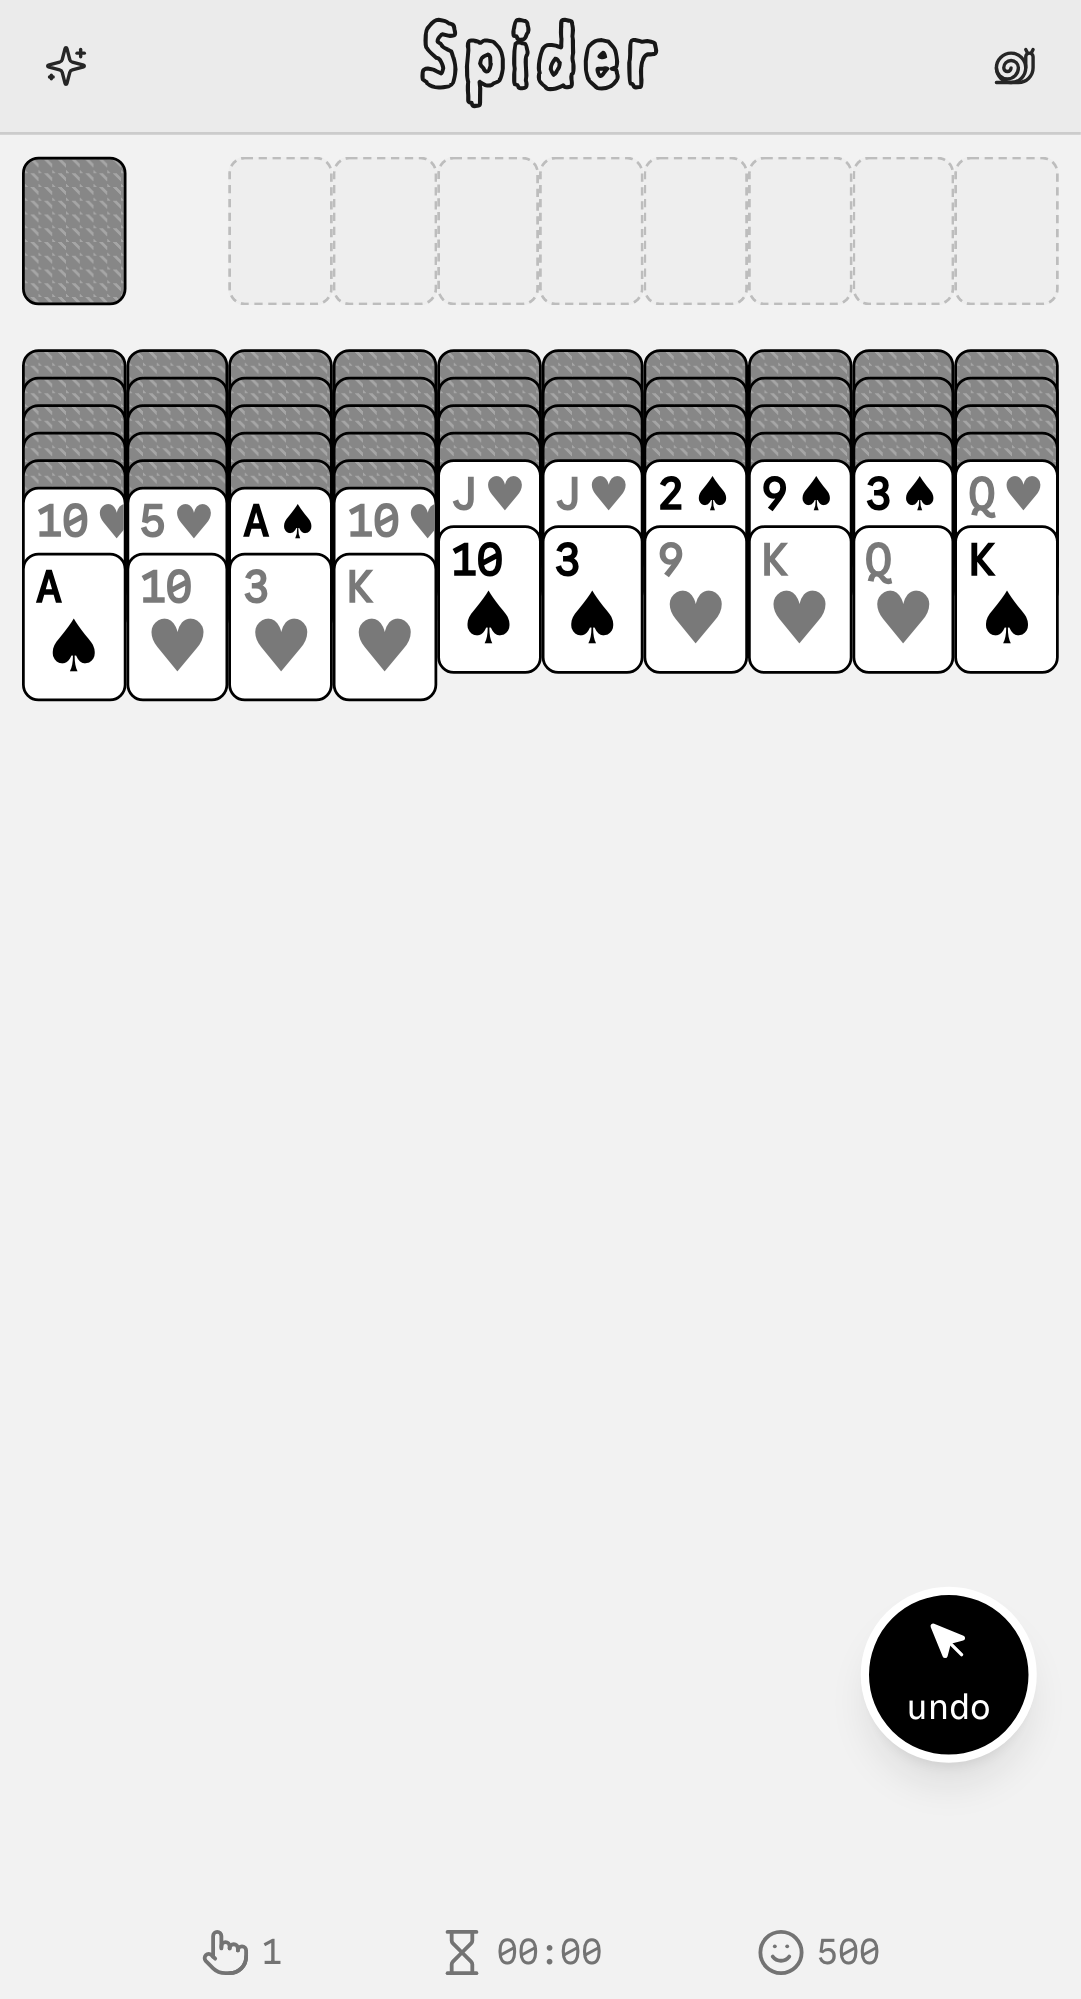 Spider
J♥ J♥ 2♠ 9♠ 3♠ Q♥
10♥ 5♥ A♠ 10♥
10♠ 3♠ 9♥ K♥ Q♥ K♠
A♠ 10♥ 3♥ K♥
undo
1 00:00 500